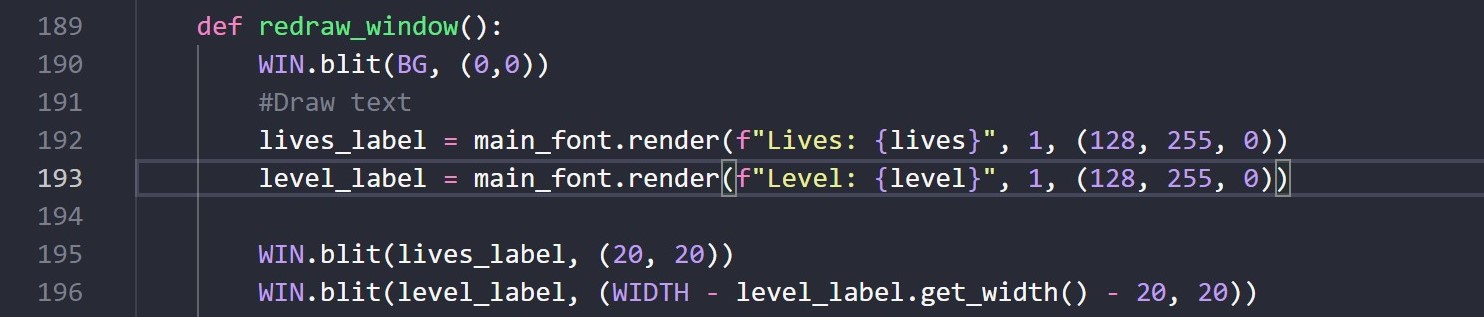 189 def redraw_window():
190 WIN.blit(BG, (0,0))
191 #Draw text
192 lives_label = main_font.render(f"Lives: {lives}", 1, (128, 255, 0))
193 level_label = main_font.render(f"Level: {level}", 1, (128, 255, 0))
194
195 WIN.blit(lives_label, (20, 20))
196 WIN.blit(level_label, (WIDTH - level_label.get_width() - 20, 20))